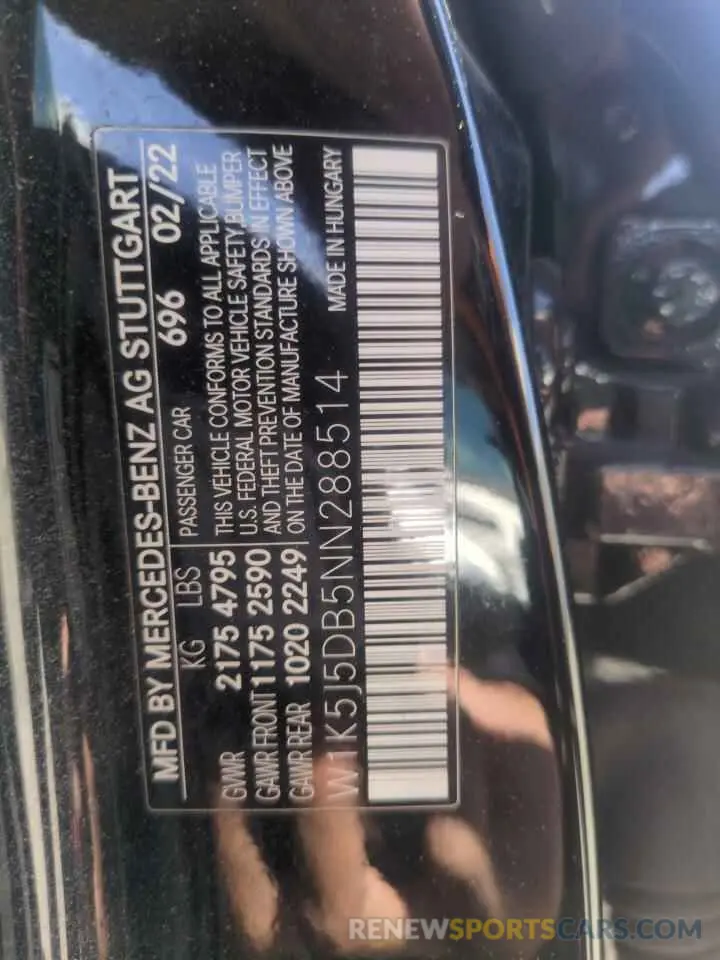 MFD BY MERCEDES-BENZ AG STUTTGART
696 02/22
KG LBS PASSENGER CAR
GWR 2175 4795 THIS VEHICLE CONFORMS TO ALL APPLICABLE
GAWR FRONT 1175 2590 U.S. FEDERAL MOTOR VEHICLE SAFETY, BUMPER
GAWR REAR 1020 2249 AND THEFT PREVENTION STANDARDS IN EFFECT
ON THE DATE OF MANUFACTURE SHOWN ABOVE
W1K5J5DB5NN288514 MADE IN HUNGARY
RENEWSPORTSCARS.COM